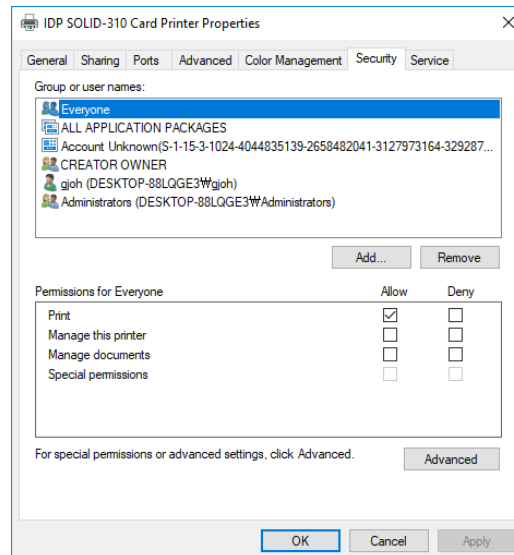 IDP SOLID-310 Card Printer Properties
General Sharing Ports Advanced Color Management Security Service
Group or user names:
Everyone
ALL APPLICATION PACKAGES
Account Unknown(S-1-15-3-1024-4044835139-2658482041-3127973164-329287...
CREATOR OWNER
gjoh (DESKTOP-88LQGE3₩gjoh)
Administrators (DESKTOP-88LQGE3₩Administrators)
Add... Remove
Permissions for Everyone Allow Deny
Print
Manage this printer
Manage documents
Special permissions
For special permissions or advanced settings, click Advanced. Advanced
OK Cancel Apply